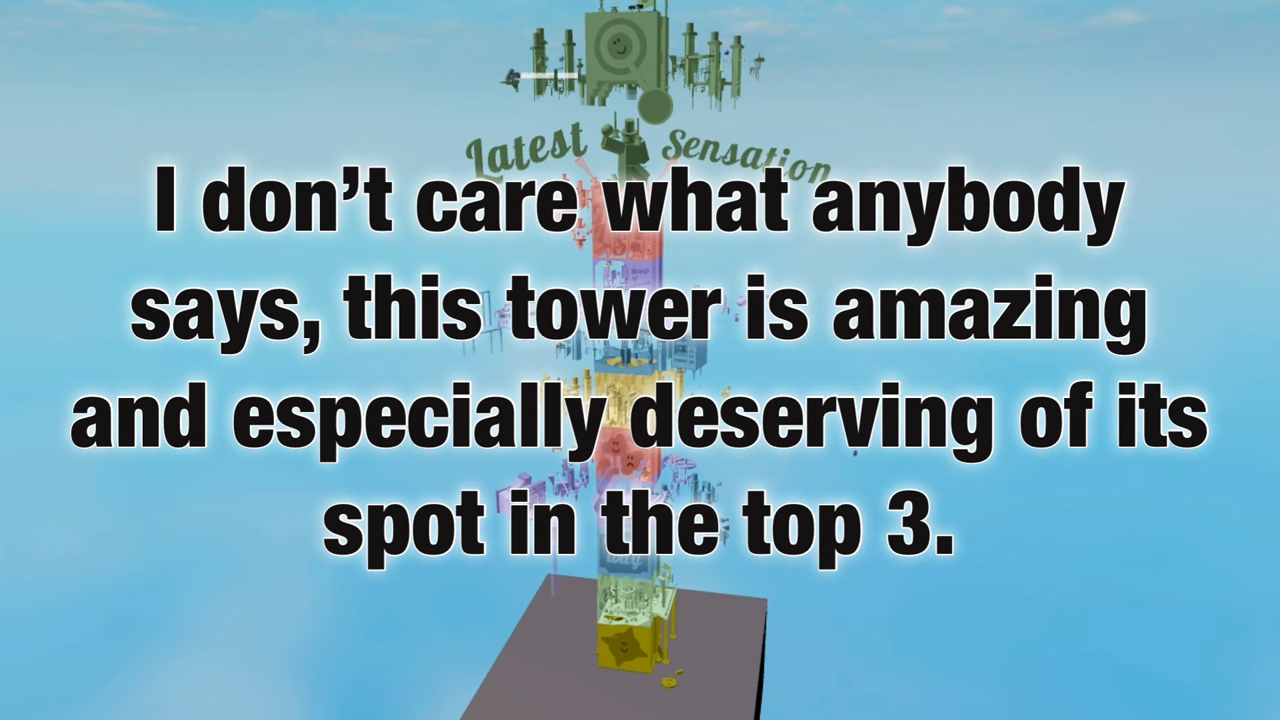 Latest Sensation
I don’t care what anybody
says, this tower is amazing
and especially deserving of its
spot in the top 3.